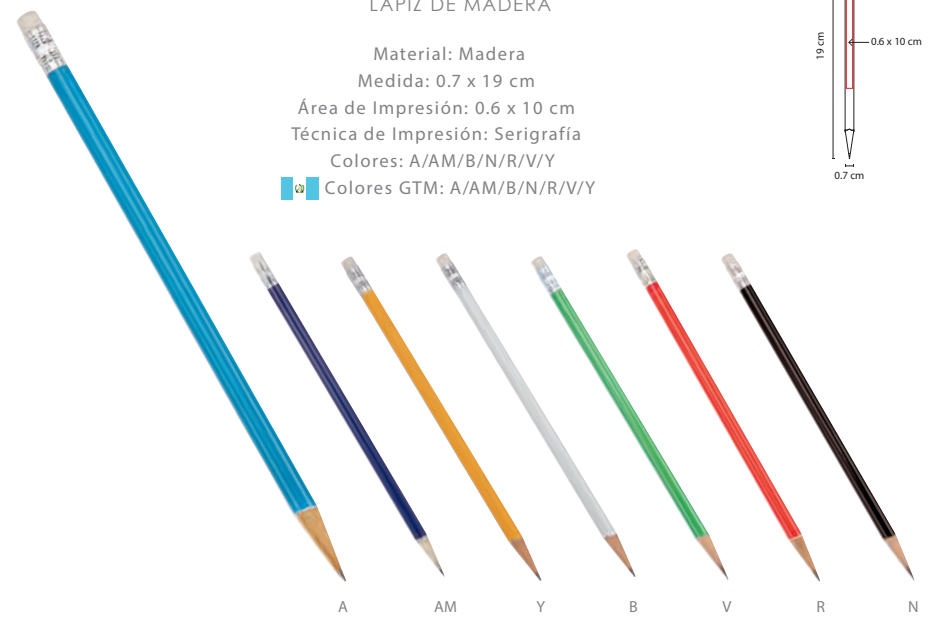 LÁPIZ DE MADERA
Material: Madera
Medida: 0.7 x 19 cm
Área de Impresión: 0.6 x 10 cm
Técnica de Impresión: Serigrafía
Colores: A/AM/B/N/R/V/Y
Colores GTM: A/AM/B/N/R/V/Y
19 cm
0.6 x 10 cm
0.7 cm
A AM Y B V R N